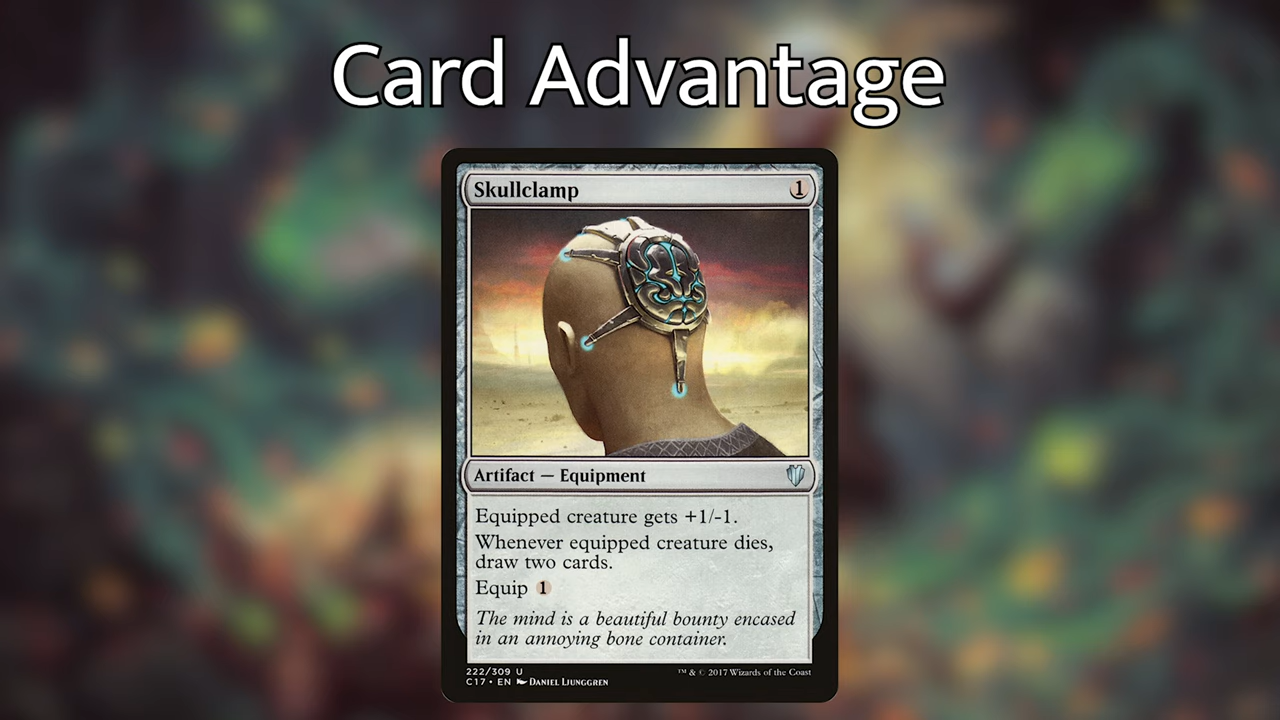 Card Advantage
Skullclamp 1
Artifact — Equipment
Equipped creature gets +1/-1.
Whenever equipped creature dies,
draw two cards.
Equip 1
The mind is a beautiful bounty encased
in an annoying bone container.
222/309 U
C17 • EN Daniel Ljunggren
™ & © 2017 Wizards of the Coast